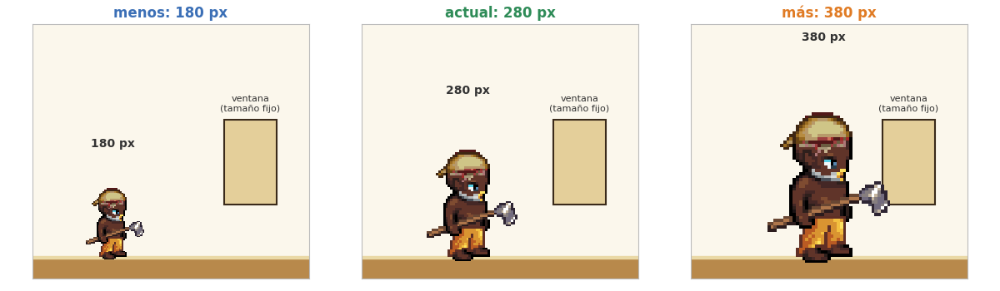 menos: 180 px
180 px
ventana
(tamaño fijo)
actual: 280 px
280 px
ventana
(tamaño fijo)
más: 380 px
380 px
ventana
(tamaño fijo)